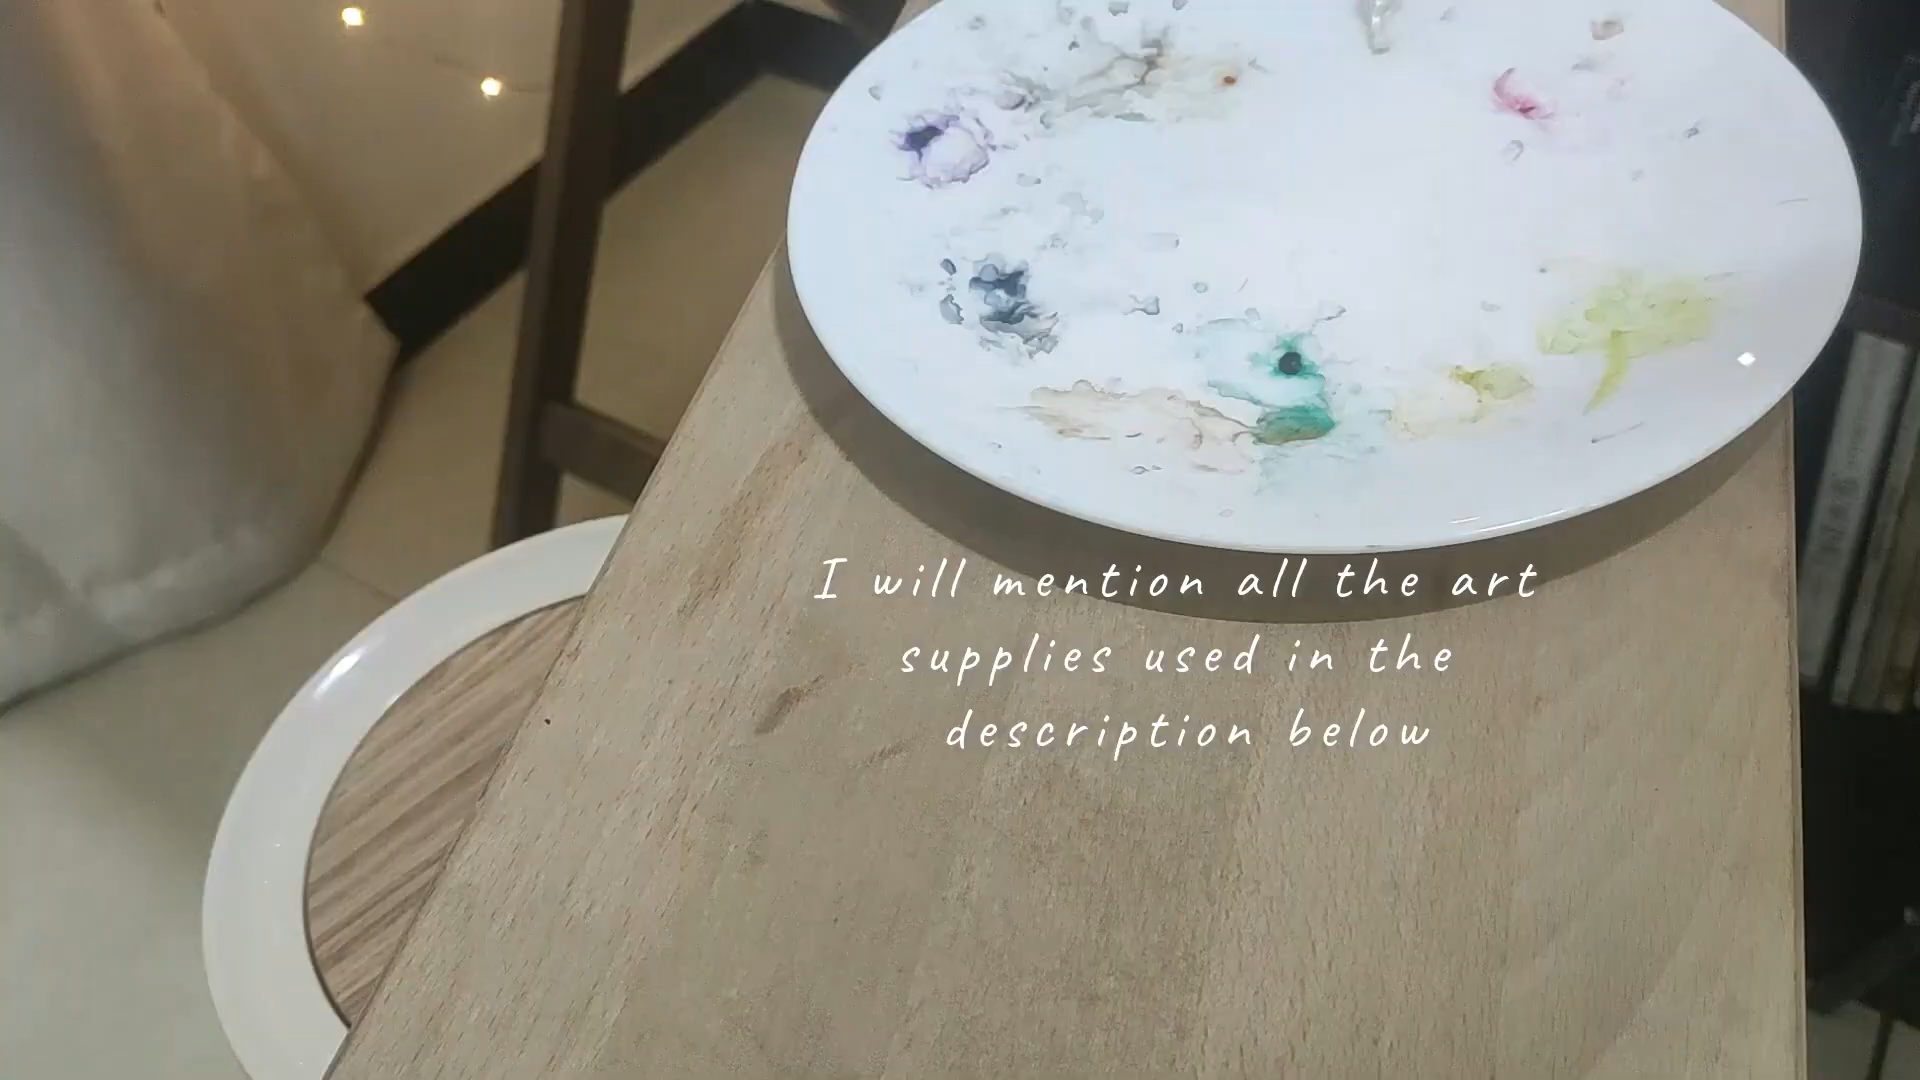 I will mention all the art
supplies used in the
description below